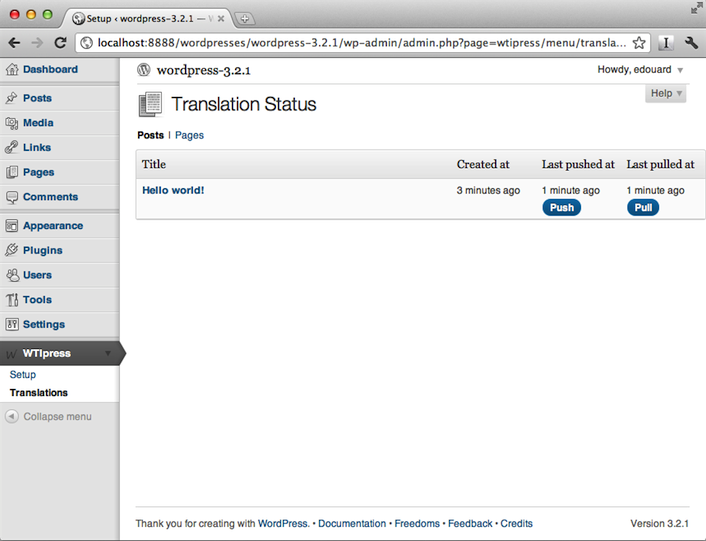 Setup ‹ wordpress-3.2.1 — W
localhost:8888/wordpresses/wordpress-3.2.1/wp-admin/admin.php?page=wtipress/menu/transla...
Dashboard
Posts
Media
Links
Pages
Comments
Appearance
Plugins
Users
Tools
Settings
WTIpress
Setup
Translations
Collapse menu
wordpress-3.2.1
Howdy, edouard
Help
Translation Status
Posts | Pages
Title Created at Last pushed at Last pulled at
Hello world! 3 minutes ago 1 minute ago 1 minute ago
Push Pull
Thank you for creating with WordPress. • Documentation • Freedoms • Feedback • Credits Version 3.2.1